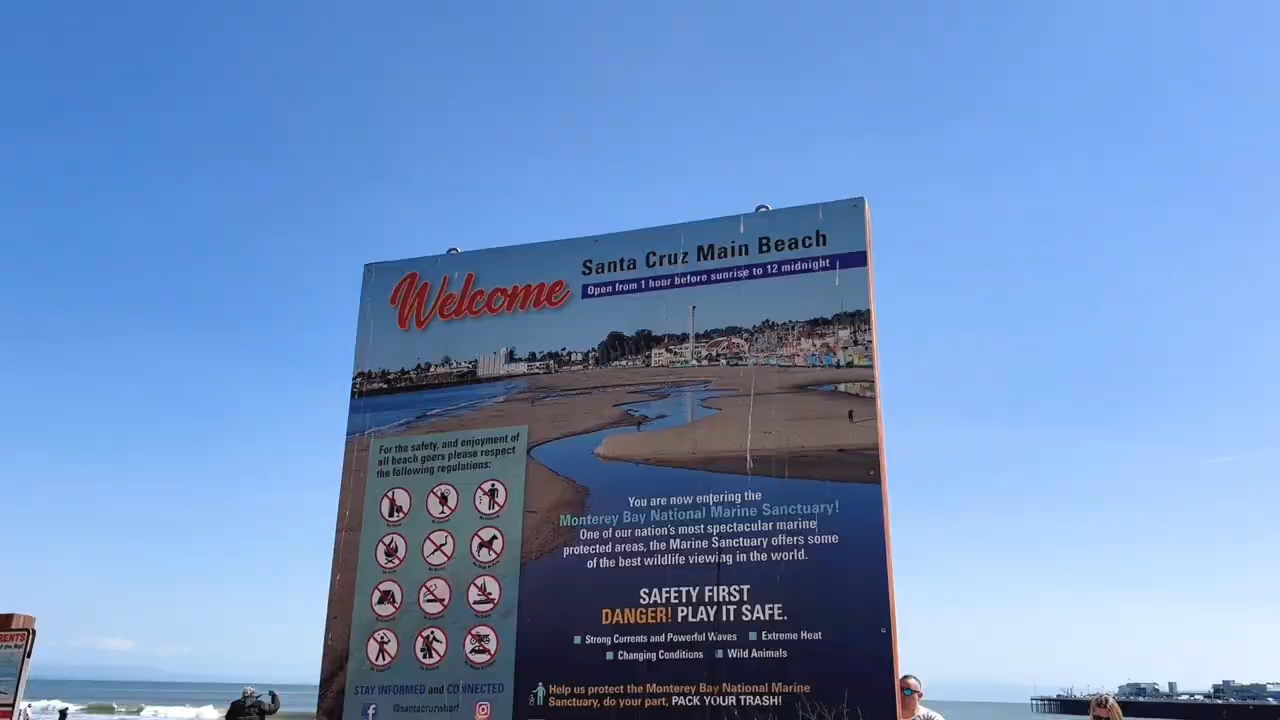 Welcome
Santa Cruz Main Beach
Open from 1 hour before sunrise to 12 midnight
For the safety, and enjoyment of
all beach goers please respect
the following regulations:
You are now entering the
Monterey Bay National Marine Sanctuary!
One of our nation's most spectacular marine
protected areas, the Marine Sanctuary offers some
of the best wildlife viewing in the world.
SAFETY FIRST
DANGER! PLAY IT SAFE.
Strong Currents and Powerful Waves
Extreme Heat
Changing Conditions
Wild Animals
STAY INFORMED and CONNECTED
@santacruzwharf
Help us protect the Monterey Bay National Marine
Sanctuary, do your part, PACK YOUR TRASH!